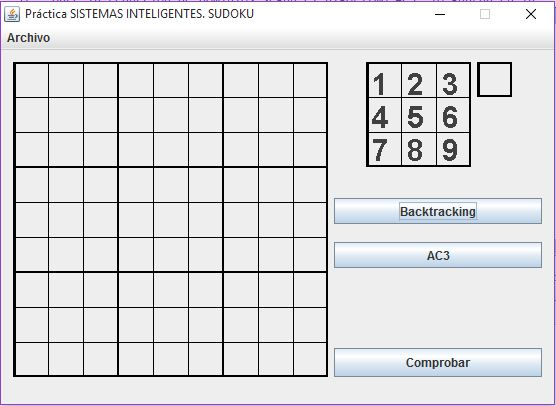 Práctica SISTEMAS INTELIGENTES. SUDOKU
Archivo
1 2 3
4 5 6
7 8 9
Backtracking
AC3
Comprobar